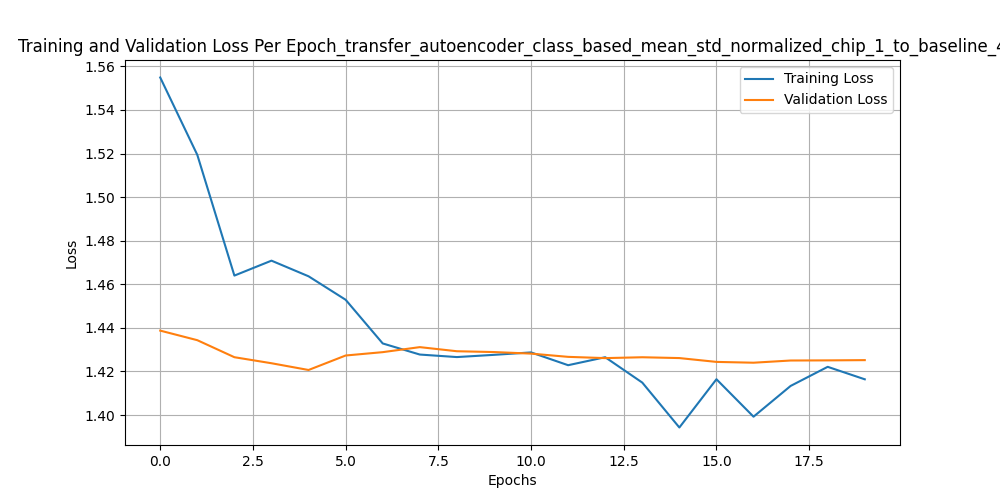 Training and Validation Loss Per Epoch_transfer_autoencoder_class_based_mean_std_normalized_chip_1_to_baseline_4
Training Loss
Validation Loss
1.56
1.54
1.52
1.50
1.48
1.46
1.44
1.42
1.40
Loss
0.0 2.5 5.0 7.5 10.0 12.5 15.0 17.5
Epochs